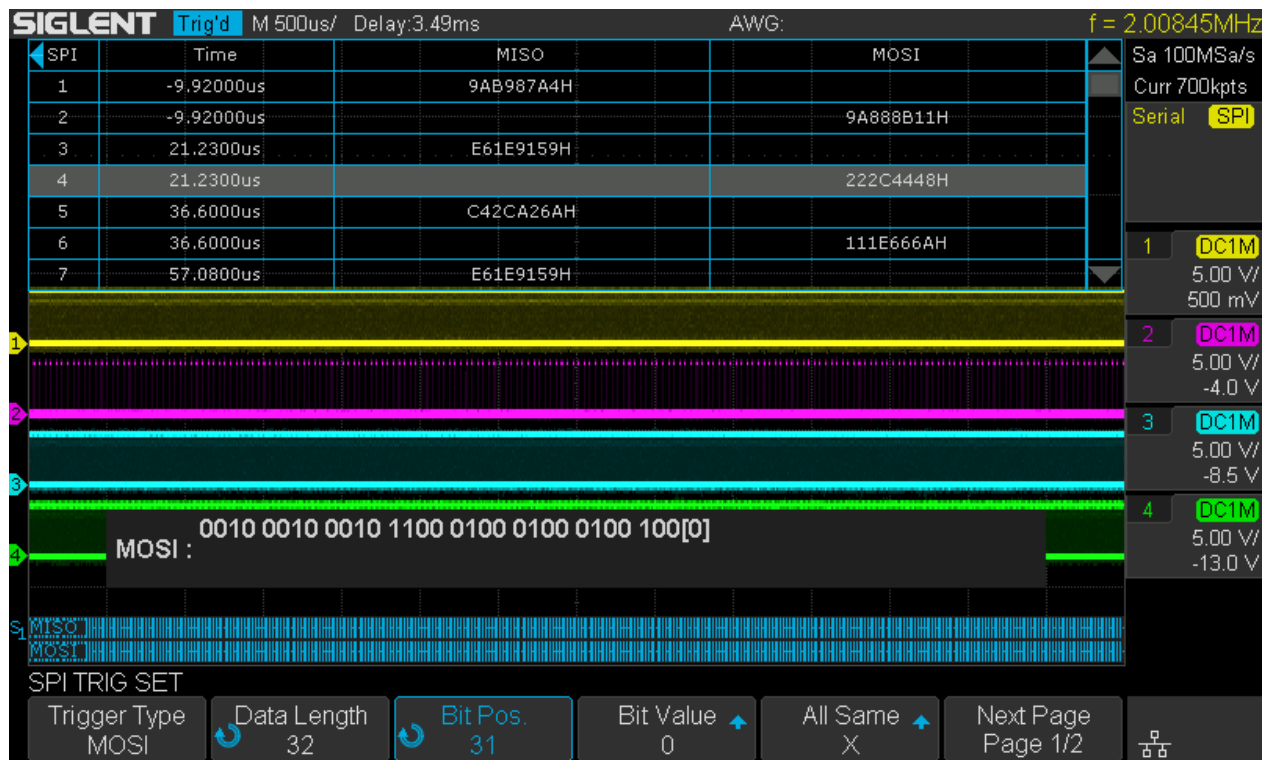 SIGLENT Trig'd M 500us/ Delay:3.49ms AWG: f = 2.00845MHz
SPI Time MISO MOSI
Sa 100MSa/s
Curr 700kpts
1 -9.92000us 9AB987A4H
2 -9.92000us 9A888B11H
3 21.2300us E61E9159H
4 21.2300us 222C4448H
5 36.6000us C42CA26AH
6 36.6000us 111E666AH
7 57.0800us E61E9159H
Serial SPI
1 DC1M
5.00 V/
500 mV
2 DC1M
5.00 V/
-4.0 V
3 DC1M
5.00 V/
-8.5 V
4 DC1M
5.00 V/
-13.0 V
1
2
3
4
0010 0010 0010 1100 0100 0100 0100 100[0]
MOSI :
S1 MISO
MOSI
SPI TRIG SET
Trigger Type Data Length Bit Pos. Bit Value All Same Next Page
MOSI 32 31 0 X Page 1/2